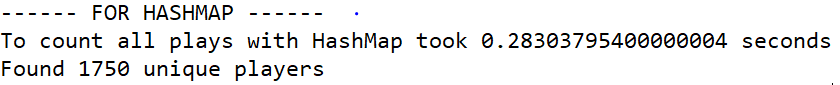 ------ FOR HASHMAP ------
To count all plays with HashMap took 0.28303795400000004 seconds
Found 1750 unique players